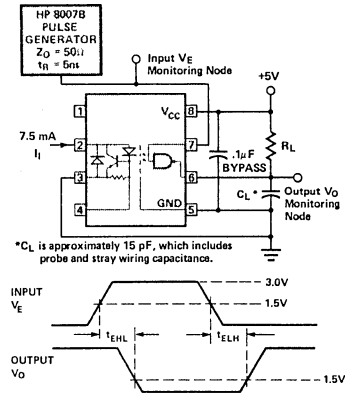 HP 8007B
PULSE
GENERATOR
Z₀ = 50Ω
tR = 5ns
Input VE
Monitoring Node
+5V
1
VCC
8
7.5 mA
II
2
7
.1μF
BYPASS
RL
3
6
CL*
Output VO
Monitoring
Node
4
GND
5
*CL is approximately 15 pF, which includes
probe and stray wiring capacitance.
INPUT
VE
3.0V
1.5V
tEHL
tELH
OUTPUT
VO
1.5V